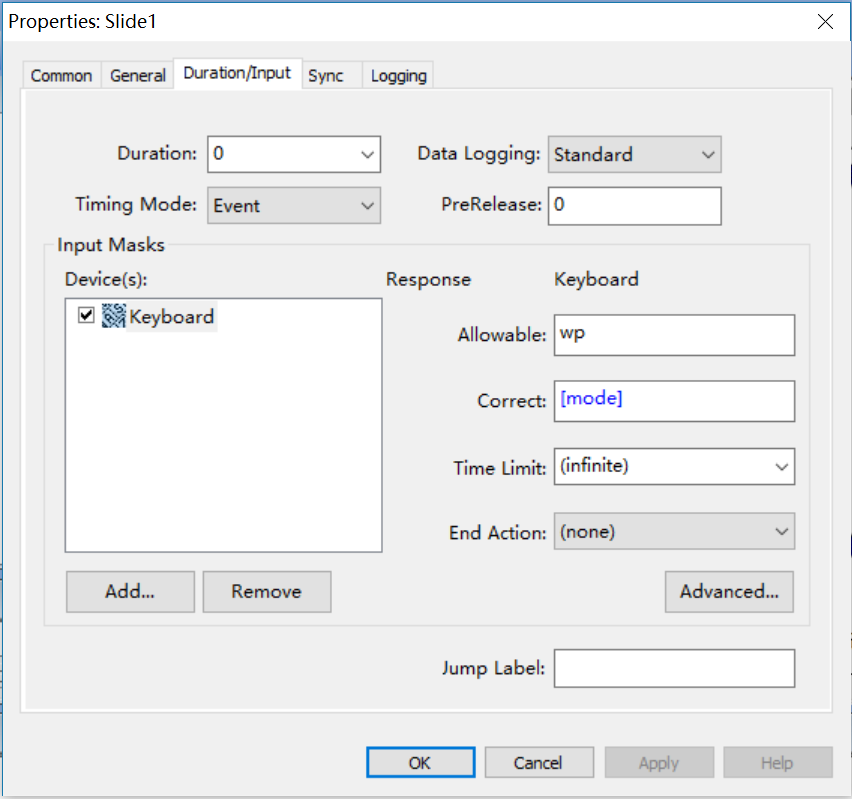 Properties: Slide1
Common General Duration/Input Sync Logging
Duration: 0 Data Logging: Standard
Timing Mode: Event PreRelease: 0
Input Masks
Device(s): Response Keyboard
Keyboard
Allowable: wp
Correct: [mode]
Time Limit: (infinite)
End Action: (none)
Add... Remove Advanced...
Jump Label:
OK Cancel Apply Help